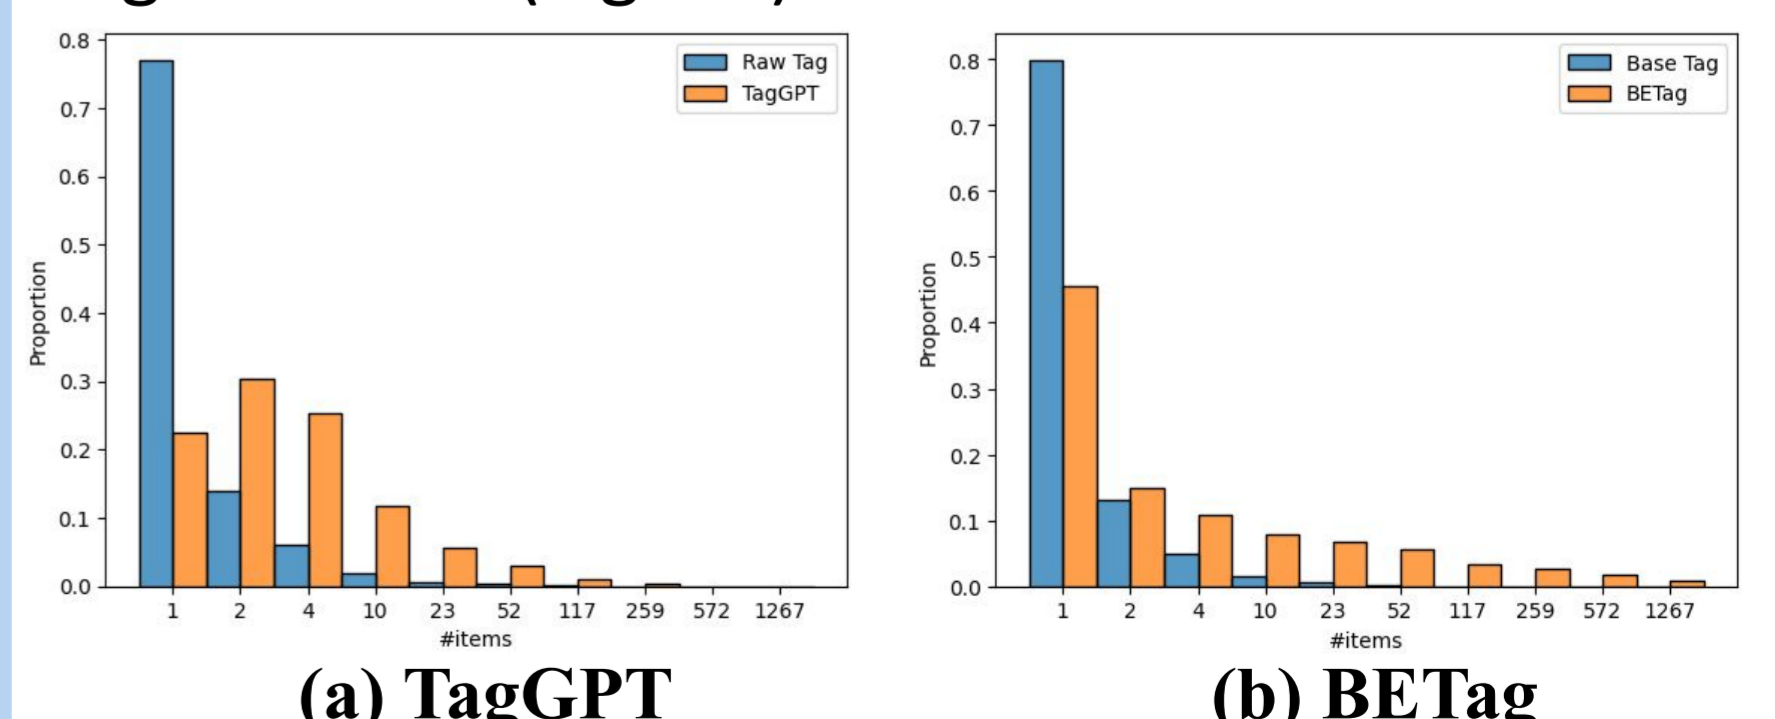 0.8
0.7
0.6
0.5
0.4
0.3
0.2
0.1
0.0
Proportion
Raw Tag
TagGPT
1 2 4 10 23 52 117 259 572 1267
#items
(a) TagGPT
0.8
0.7
0.6
0.5
0.4
0.3
0.2
0.1
0.0
Proportion
Base Tag
BETag
1 2 4 10 23 52 117 259 572 1267
#items
(b) BETag